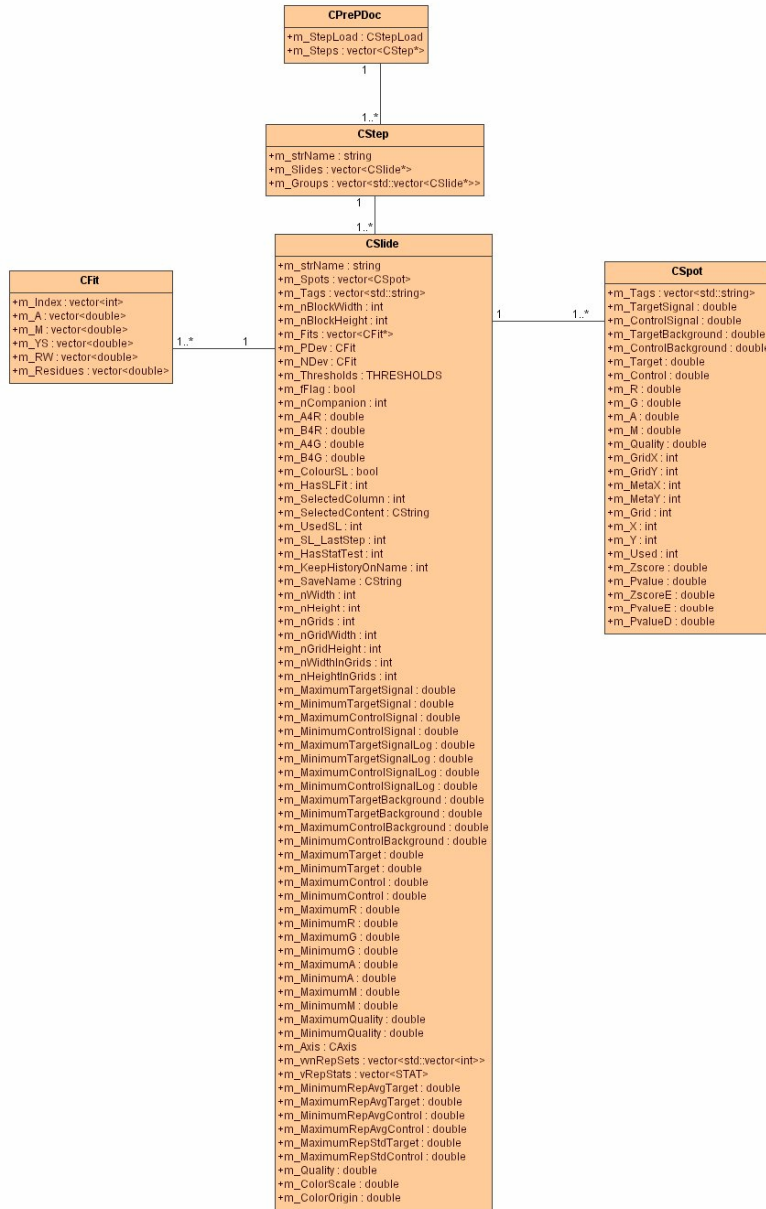 CPrePDoc
+m_StepLoad : CStepLoad
+m_Steps : vector<CStep*>
1
1..*
CStep
+m_strName : string
+m_Slides : vector<CSlide*>
+m_Groups : vector<std::vector<CSlide*>>
1
1..*
CFit
+m_Index : vector<int>
+m_A : vector<double>
+m_M : vector<double>
+m_YS : vector<double>
+m_RW : vector<double>
+m_Residues : vector<double>
1..*
1
CSlide
+m_strName : string
+m_Spots : vector<CSpot>
+m_Tags : vector<std::string>
+m_nBlockWidth : int
+m_nBlockHeight : int
+m_Fits : vector<CFit*>
+m_PDev : CFit
+m_NDev : CFit
+m_Thresholds : THRESHOLDS
+m_fFlag : bool
+m_nCompanion : int
+m_A4R : double
+m_B4R : double
+m_A4G : double
+m_B4G : double
+m_ColourSL : bool
+m_HasSLFit : int
+m_SelectedColumn : int
+m_SelectedContent : CString
+m_UsedSL : int
+m_SL_LastStep : int
+m_HasStatTest : int
+m_KeepHistoryOnName : int
+m_SaveName : CString
+m_nWidth : int
+m_nHeight : int
+m_nGrids : int
+m_nGridWidth : int
+m_nGridHeight : int
+m_nWidthInGrids : int
+m_nHeightInGrids : int
+m_MaximumTargetSignal : double
+m_MinimumTargetSignal : double
+m_MaximumControlSignal : double
+m_MinimumControlSignal : double
+m_MaximumTargetSignalLog : double
+m_MinimumTargetSignalLog : double
+m_MaximumControlSignalLog : double
+m_MinimumControlSignalLog : double
+m_MaximumTargetBackground : double
+m_MinimumTargetBackground : double
+m_MaximumControlBackground : double
+m_MinimumControlBackground : double
+m_MaximumTarget : double
+m_MinimumTarget : double
+m_MaximumControl : double
+m_MinimumControl : double
+m_MaximumR : double
+m_MinimumR : double
+m_MaximumG : double
+m_MinimumG : double
+m_MaximumA : double
+m_MinimumA : double
+m_MaximumM : double
+m_MinimumM : double
+m_MaximumQuality : double
+m_MinimumQuality : double
+m_Axis : CAxis
+m_vvnRepSets : vector<std::vector<int>>
+m_vRepStats : vector<STAT>
+m_MinimumRepAvgTarget : double
+m_MaximumRepAvgTarget : double
+m_MinimumRepAvgControl : double
+m_MaximumRepAvgControl : double
+m_MaximumRepStdTarget : double
+m_MaximumRepStdControl : double
+m_Quality : double
+m_ColorScale : double
+m_ColorOrigin : double
1
1..*
CSpot
+m_Tags : vector<std::string>
+m_TargetSignal : double
+m_ControlSignal : double
+m_TargetBackground : double
+m_ControlBackground : double
+m_Target : double
+m_Control : double
+m_R : double
+m_G : double
+m_A : double
+m_M : double
+m_Quality : double
+m_GridX : int
+m_GridY : int
+m_MetaX : int
+m_MetaY : int
+m_Grid : int
+m_X : int
+m_Y : int
+m_Used : int
+m_Zscore : double
+m_Pvalue : double
+m_ZscoreE : double
+m_PvalueE : double
+m_PvalueD : double